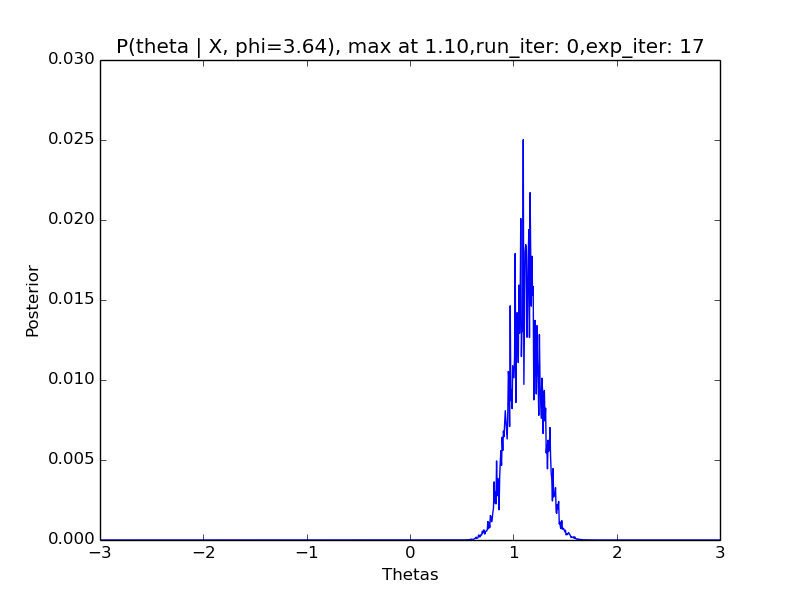 P(theta | X, phi=3.64), max at 1.10,run_iter: 0,exp_iter: 17
0.030
0.025
0.020
0.015
0.010
0.005
0.000
Posterior
−3 −2 −1 0 1 2 3
Thetas